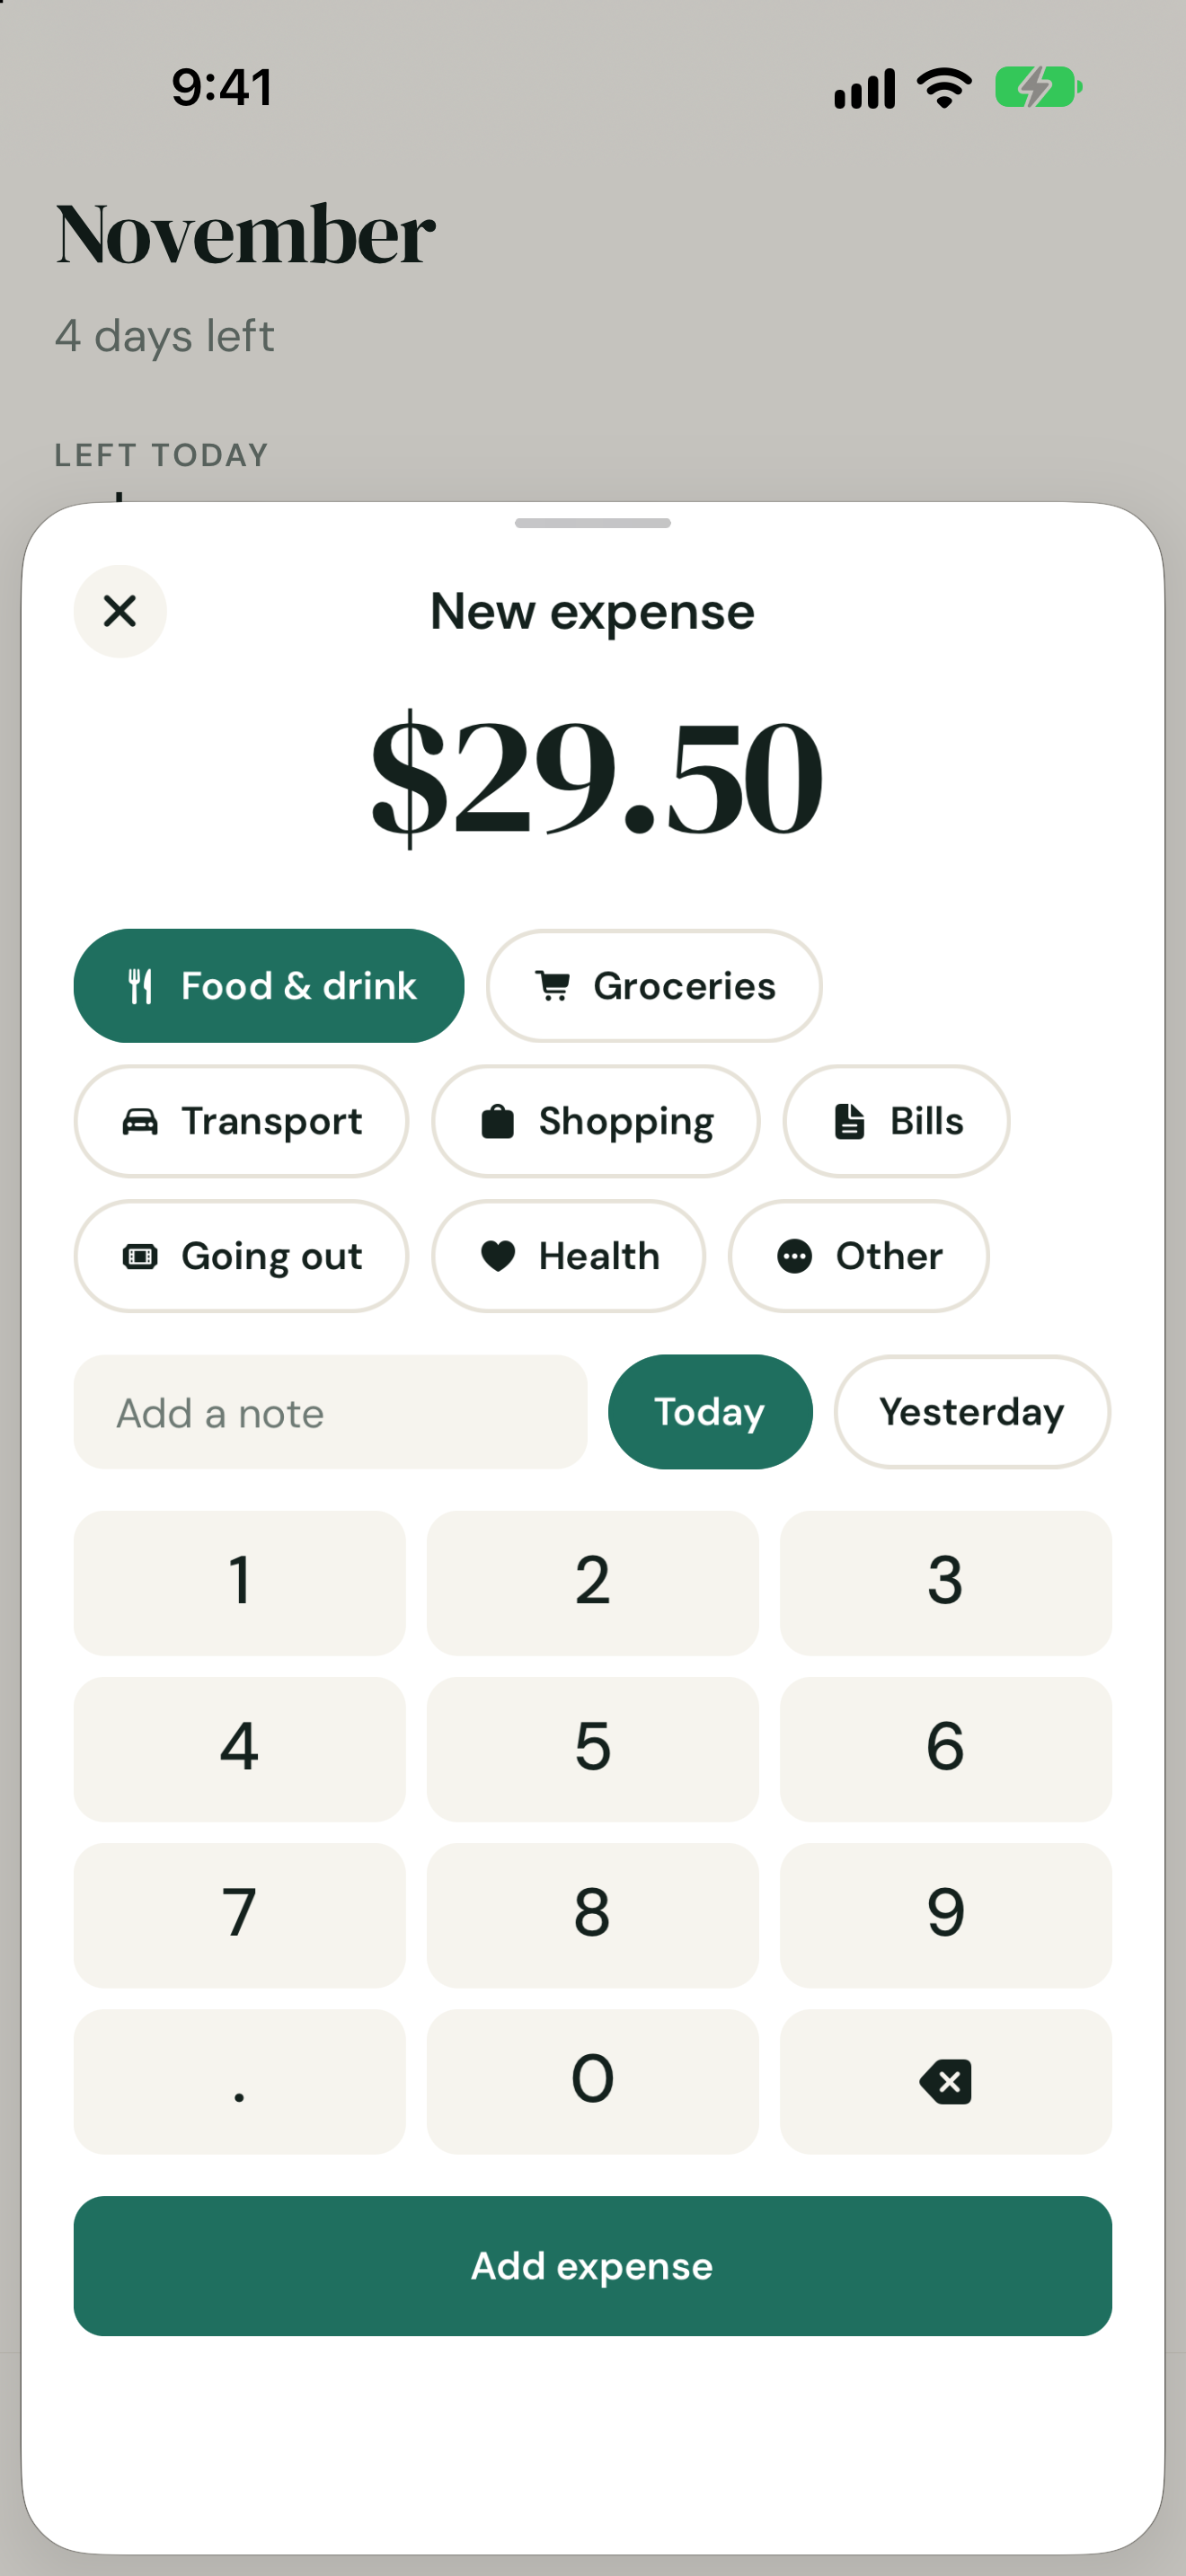 9:41
November
4 days left
LEFT TODAY
New expense
$29.50
Food & drink
Groceries
Transport
Shopping
Bills
Going out
Health
Other
Add a note
Today
Yesterday
1
2
3
4
5
6
7
8
9
.
0
Add expense